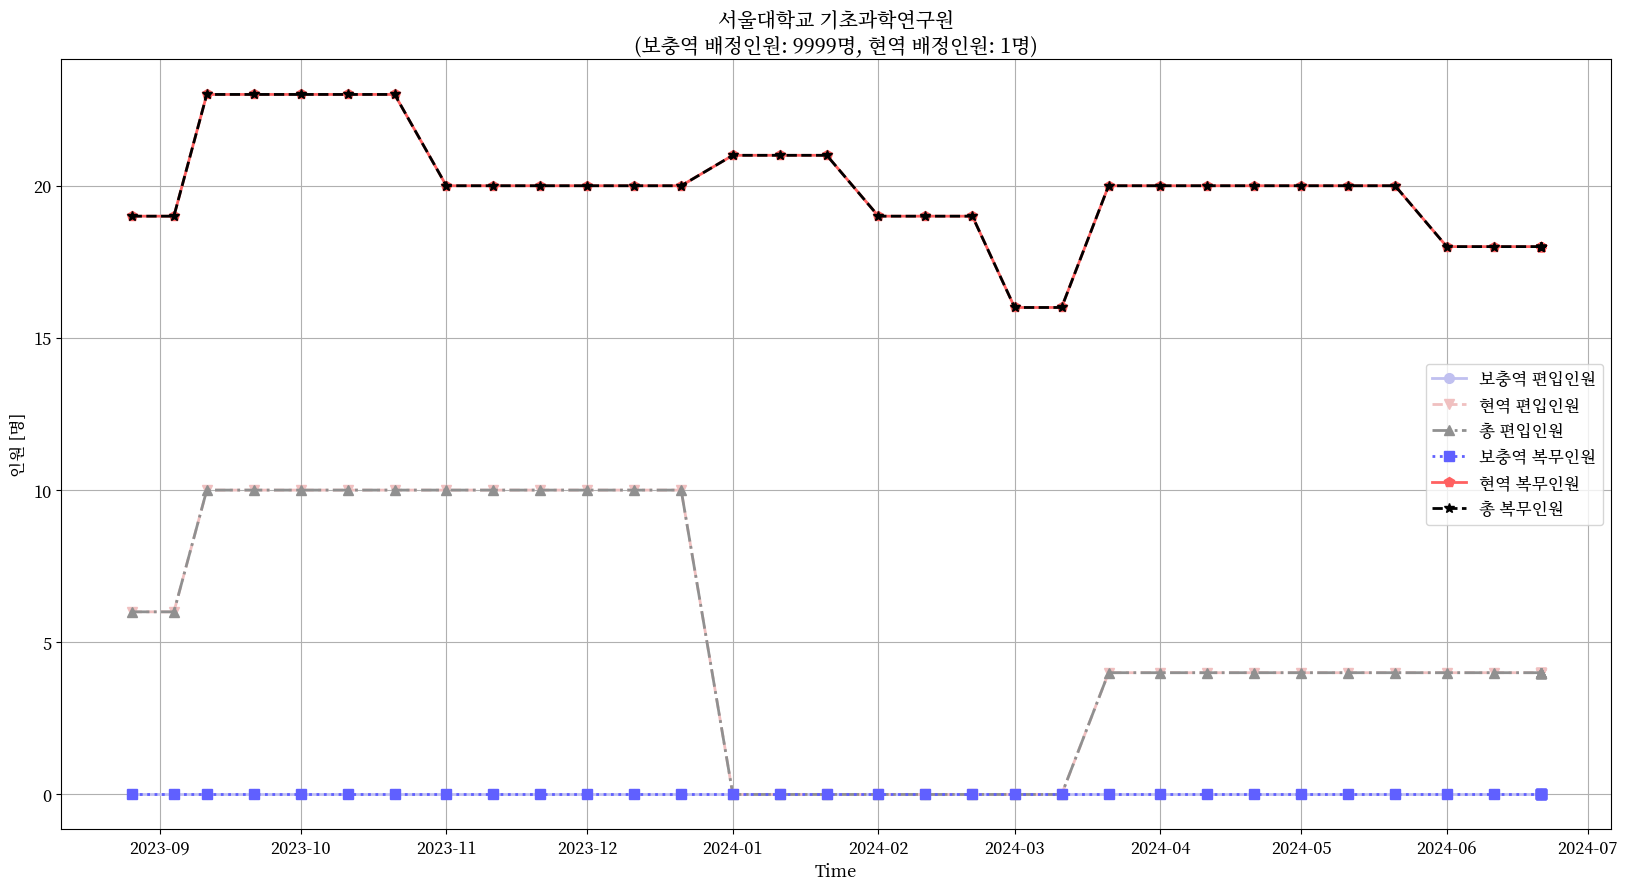 서울대학교 기초과학연구원
(보충역 배정인원: 9999명, 현역 배정인원: 1명)
인원 [명]
20
15
10
5
0
보충역 편입인원
현역 편입인원
총 편입인원
보충역 복무인원
현역 복무인원
총 복무인원
2023-09
2023-10
2023-11
2023-12
2024-01
2024-02
2024-03
2024-04
2024-05
2024-06
2024-07
Time